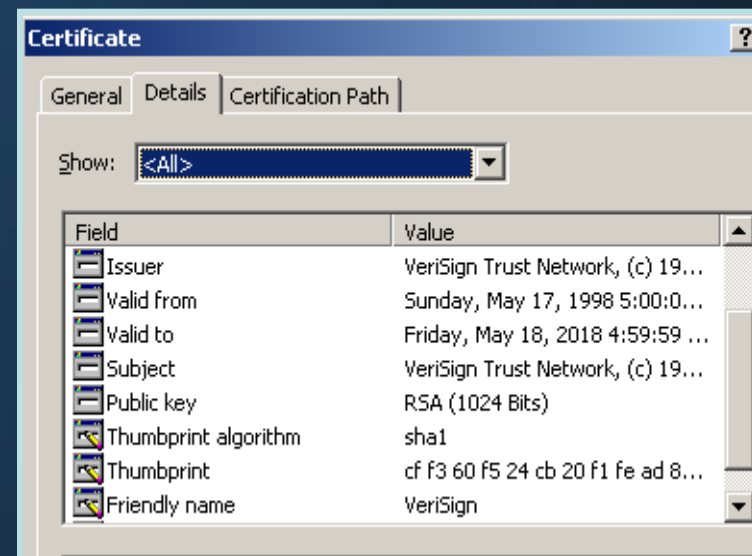 Certificate ?
General Details Certification Path
Show: <All>
Field Value
Issuer VeriSign Trust Network, (c) 19...
Valid from Sunday, May 17, 1998 5:00:0...
Valid to Friday, May 18, 2018 4:59:59 ...
Subject VeriSign Trust Network, (c) 19...
Public key RSA (1024 Bits)
Thumbprint algorithm sha1
Thumbprint cf f3 60 f5 24 cb 20 f1 fe ad 8...
Friendly name VeriSign